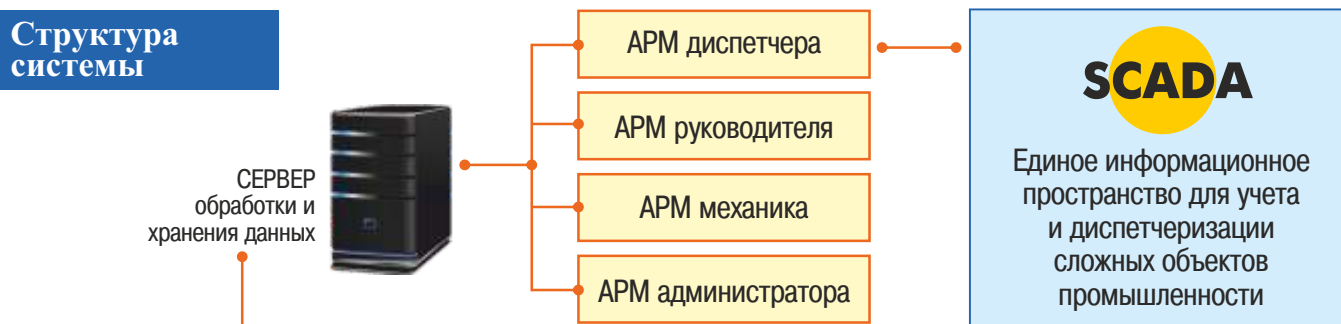 Структура
системы
СЕРВЕР
обработки и
хранения данных
АРМ диспетчера
АРМ руководителя
АРМ механика
АРМ администратора
SCADA
Единое информационное
пространство для учета
и диспетчеризации
сложных объектов
промышленности